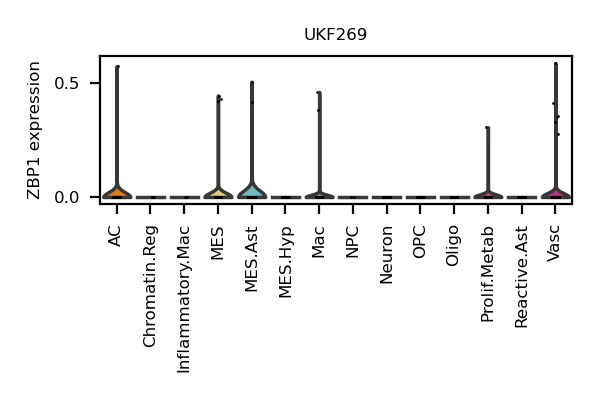 UKF269
ZBP1 expression
0.5
0.0
AC
Chromatin.Reg
Inflammatory.Mac
MES
MES.Ast
MES.Hyp
Mac
NPC
Neuron
OPC
Oligo
Prolif.Metab
Reactive.Ast
Vasc